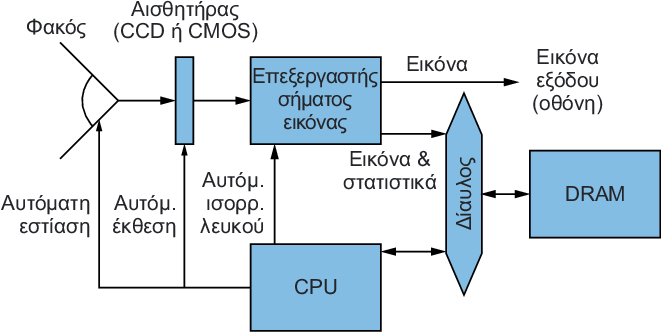 Φακός
Αισθητήρας
(CCD ή CMOS)
Επεξεργαστής
σήματος
εικόνας
Εικόνα
Εικόνα
εξόδου
(οθόνη)
Εικόνα &
στατιστικά
Δίαυλος
DRAM
Αυτόματη
εστίαση
Αυτόμ.
έκθεση
Αυτόμ.
ισορρ.
λευκού
CPU